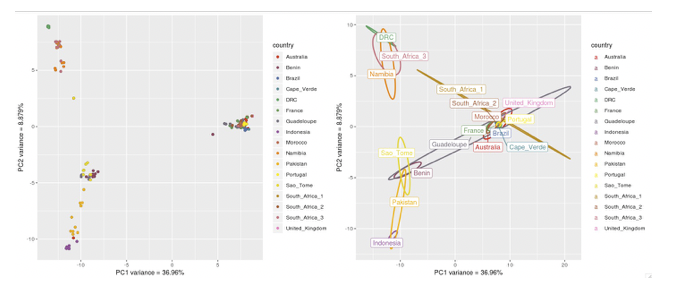 PC2 variance = 8.879%
5
0
-5
-10
-10
-5
0
5
PC1 variance = 36.96%
country
Australia
Benin
Brazil
Cape_Verde
DRC
France
Guadeloupe
Indonesia
Morocco
Namibia
Pakistan
Portugal
Sao_Tome
South_Africa_1
South_Africa_2
South_Africa_3
United_Kingdom
PC2 variance = 8.879%
10
5
0
-5
-10
DRC
South_Africa_3
Namibia
South_Africa_1
South_Africa_2
United_Kingdom
Morocco
Portugal
France
Brazil
Guadeloupe
Australia
Cape_Verde
Sao_Tome
Benin
Pakistan
Indonesia
-10
0
10
20
PC1 variance = 36.96%
country
Australia
Benin
Brazil
Cape_Verde
DRC
France
Guadeloupe
Indonesia
Morocco
Namibia
Pakistan
Portugal
Sao_Tome
South_Africa_1
South_Africa_2
South_Africa_3
United_Kingdom